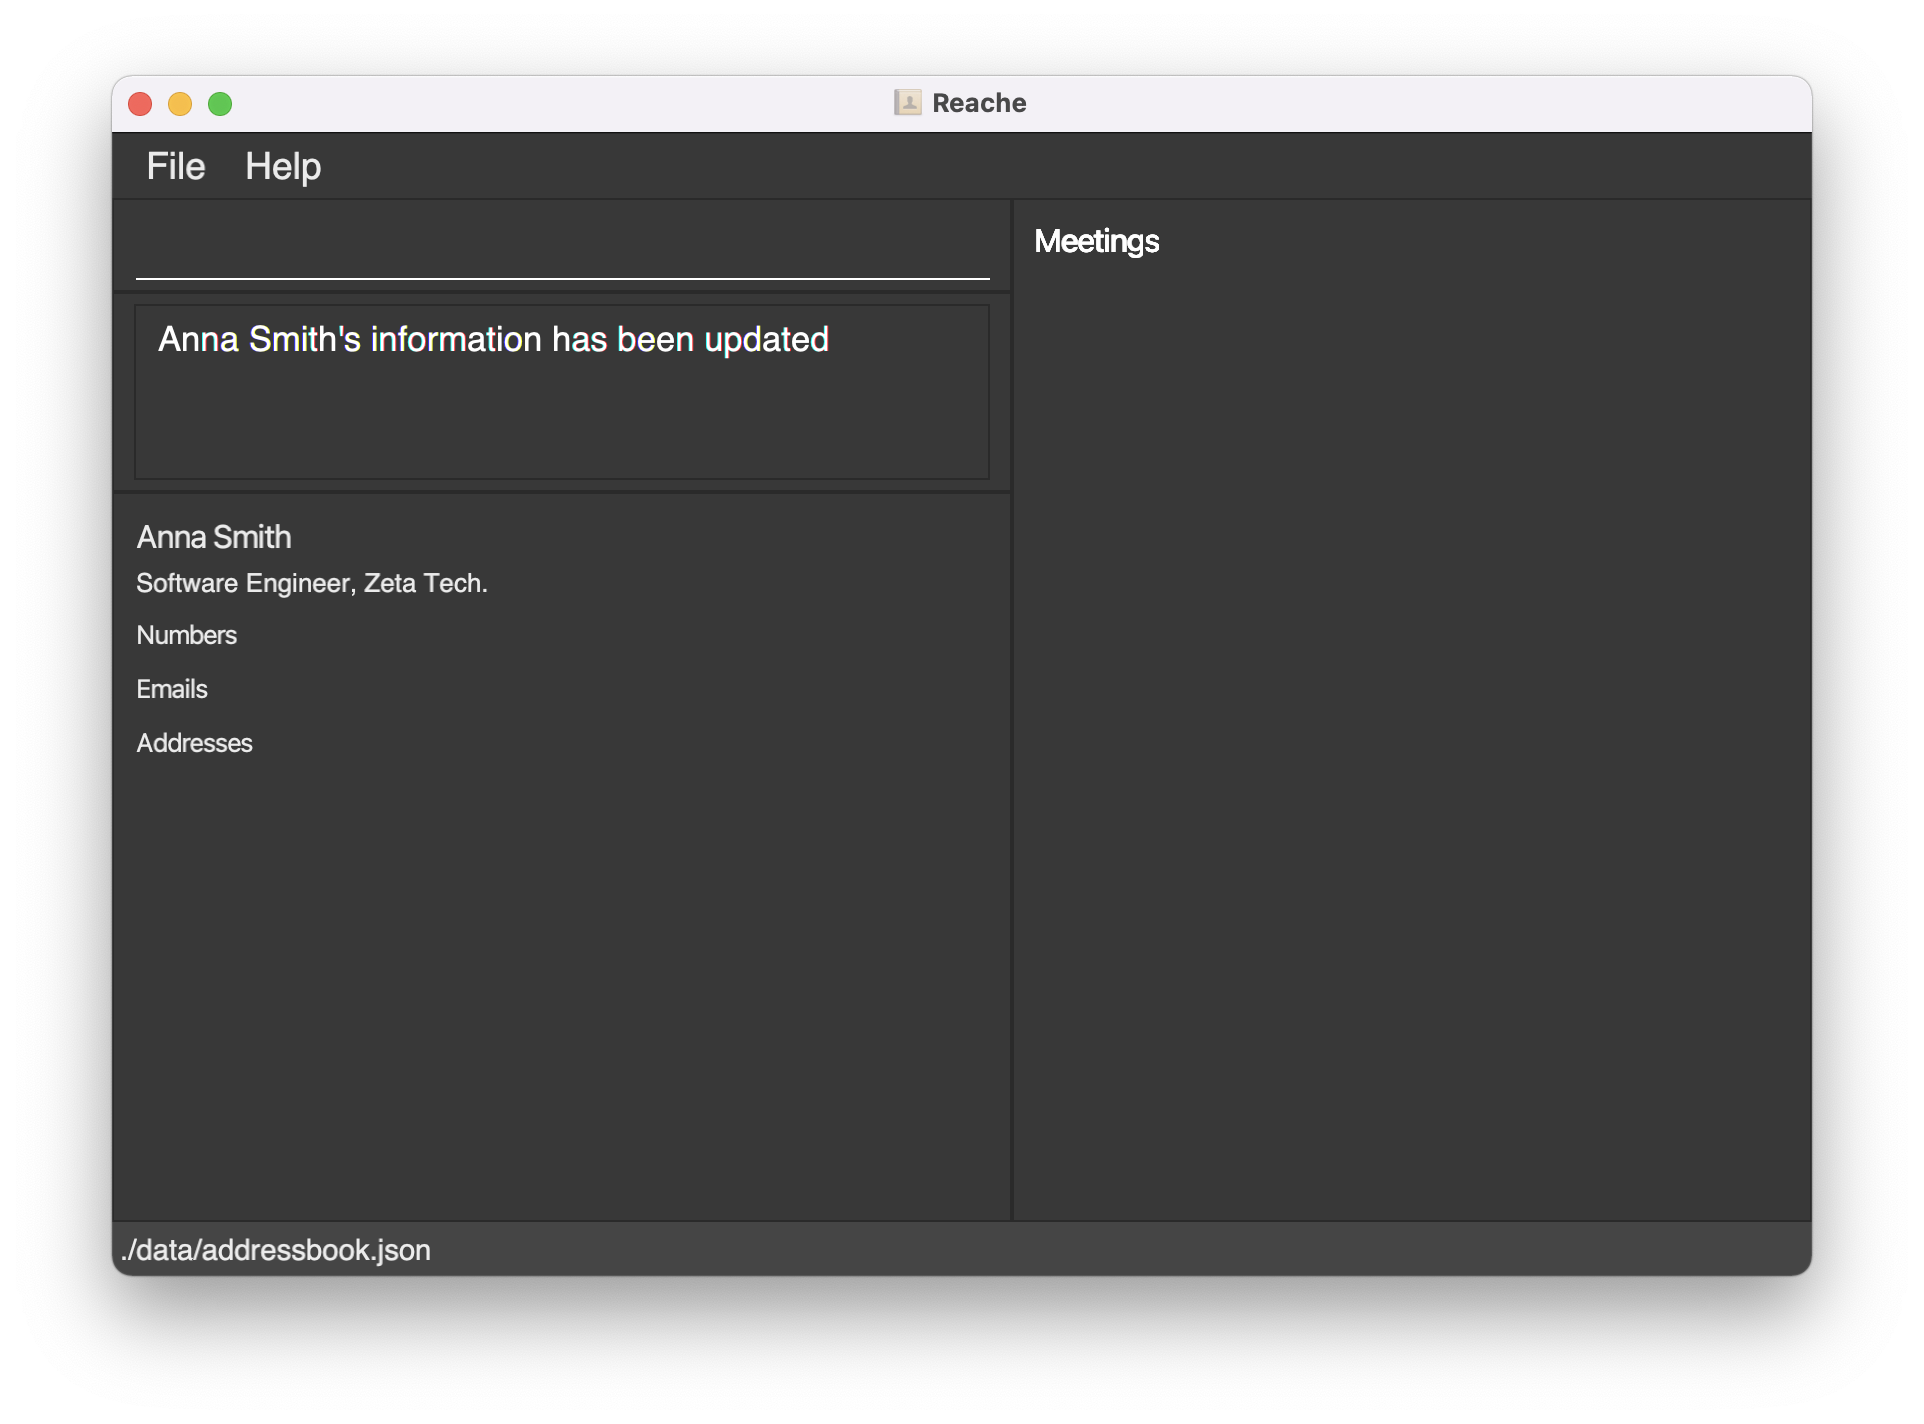 Reache
File Help
Meetings
Anna Smith's information has been updated
Anna Smith
Software Engineer, Zeta Tech.
Numbers
Emails
Addresses
./data/addressbook.json